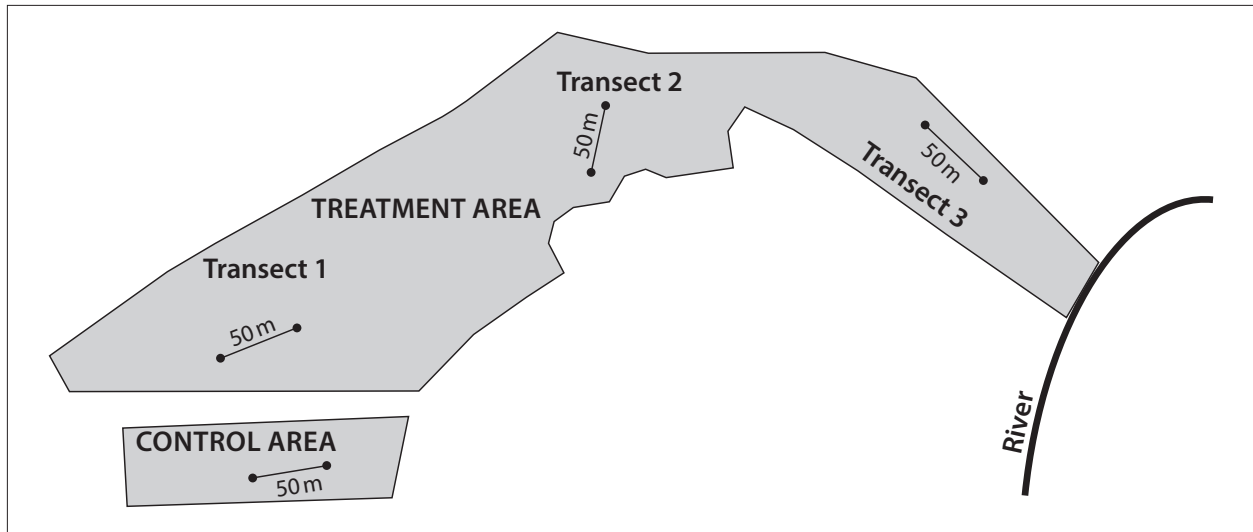 Transect 2
50 m
50 m
Transect 3
TREATMENT AREA
Transect 1
50 m
CONTROL AREA
50 m
River